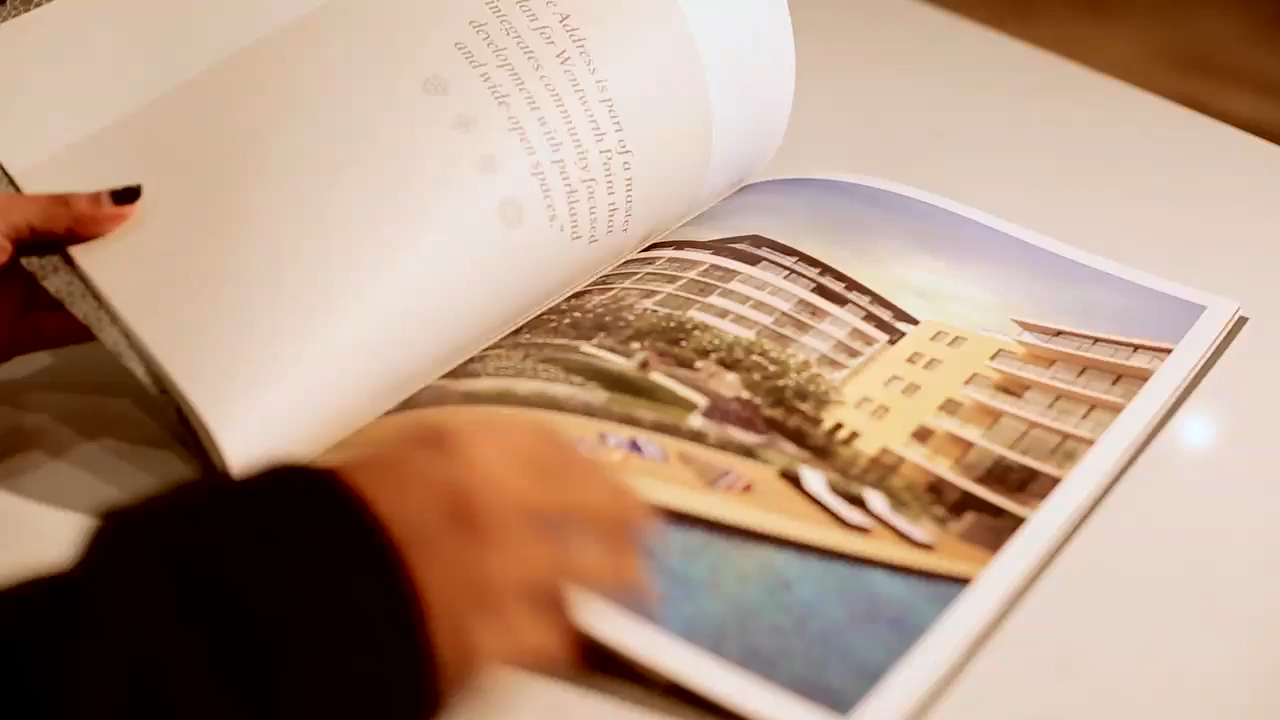 e Address is part of a master
lan for Wentworth Point that
integrates community focused
development with parkland
and wide-open spaces."